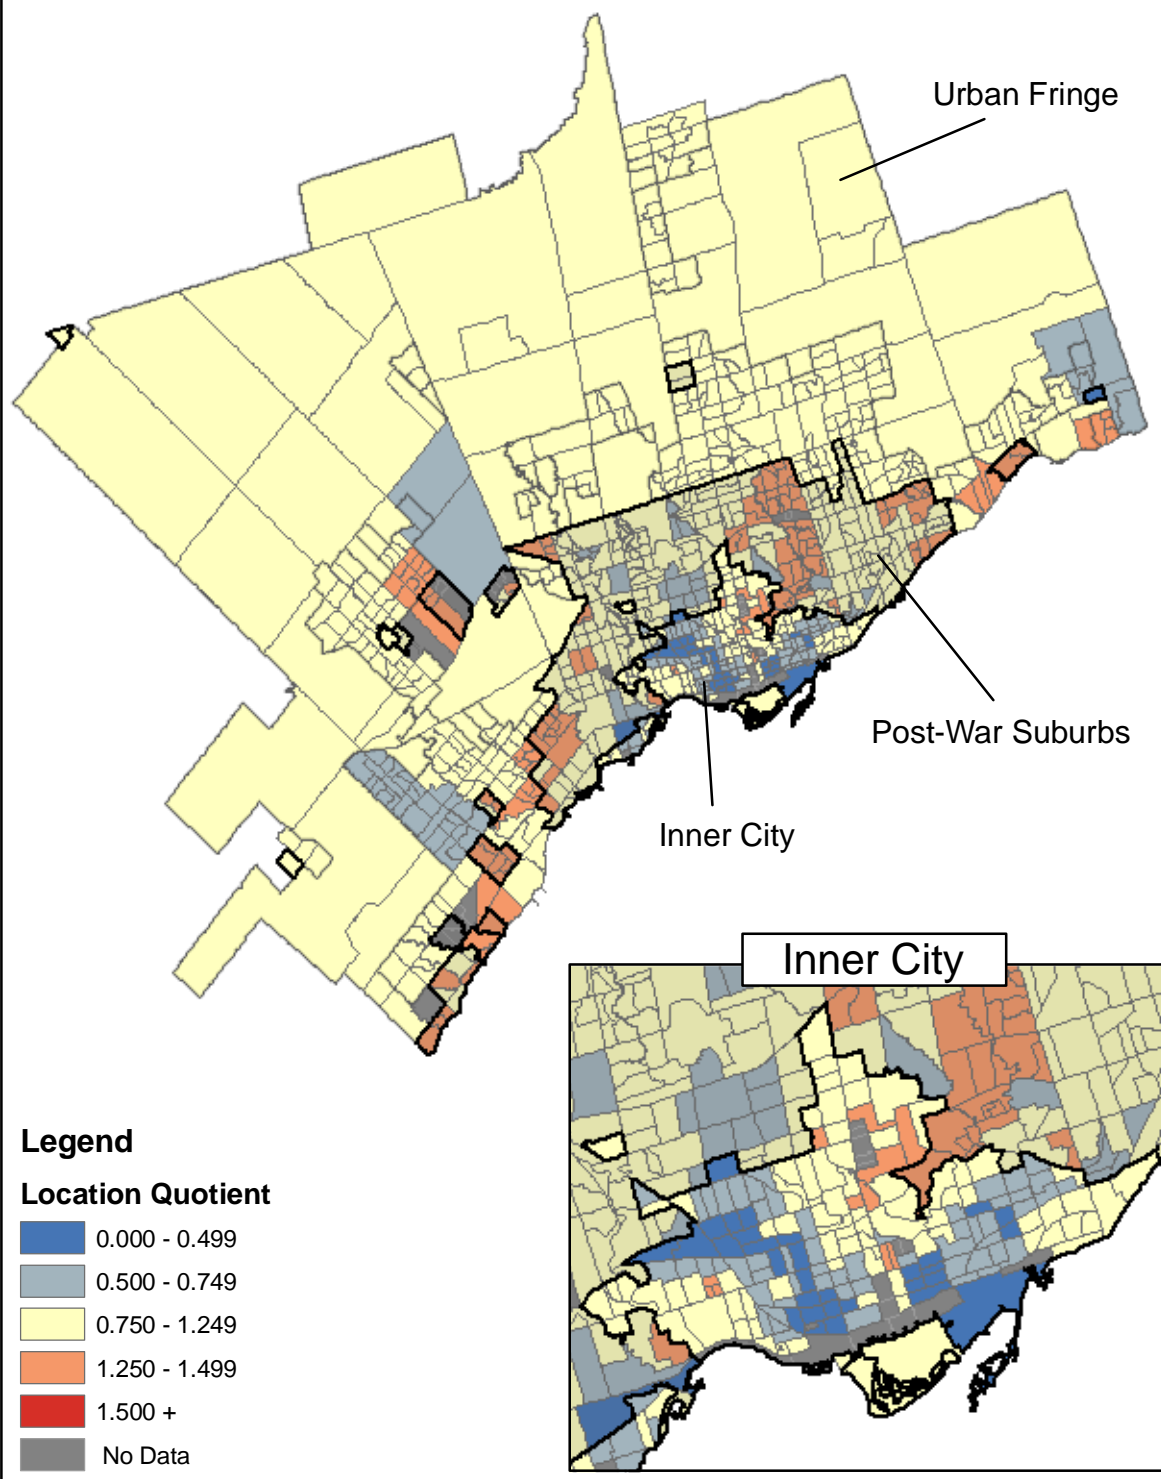 Urban Fringe
Post-War Suburbs
Inner City
Inner City
Legend
Location Quotient
0.000 - 0.499
0.500 - 0.749
0.750 - 1.249
1.250 - 1.499
1.500 +
No Data